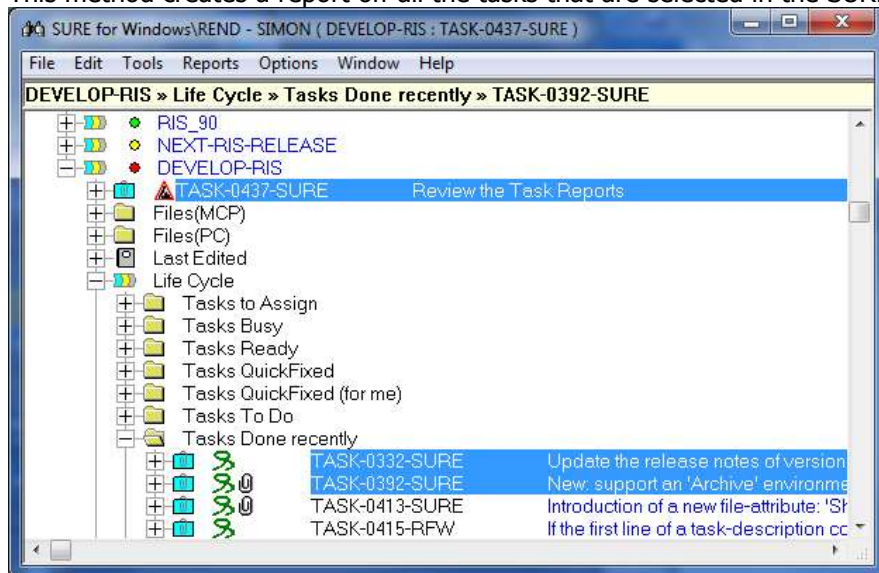 This method creates a report on all the tasks that are selected in the SURE
SURE for Windows\REND - SIMON ( DEVELOP-RIS : TASK-0437-SURE )
File Edit Tools Reports Options Window Help
DEVELOP-RIS » Life Cycle » Tasks Done recently » TASK-0392-SURE
RIS_90
NEXT-RIS-RELEASE
DEVELOP-RIS
TASK-0437-SURE Review the Task Reports
Files(MCP)
Files(PC)
Last Edited
Life Cycle
Tasks to Assign
Tasks Busy
Tasks Ready
Tasks QuickFixed
Tasks QuickFixed (for me)
Tasks To Do
Tasks Done recently
TASK-0332-SURE Update the release notes of version
TASK-0392-SURE New: support an 'Archive' environme
TASK-0413-SURE Introduction of a new file-attribute: 'Sh
TASK-0415-RFW If the first line of a task-description co